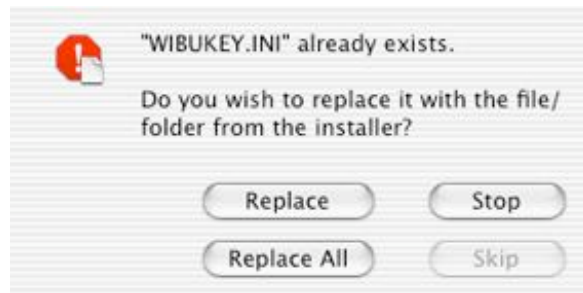 "WIBUKEY.INI" already exists.
Do you wish to replace it with the file/
folder from the installer?
Replace
Stop
Replace All
Skip